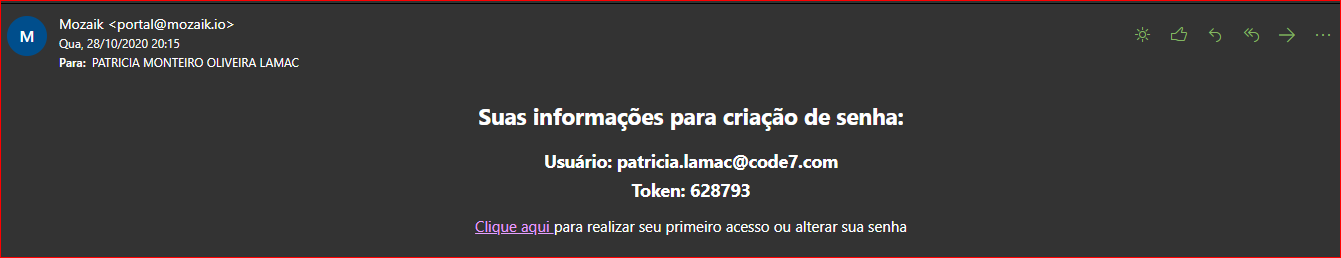 M
Mozaik <portal@mozaik.io>
Qua, 28/10/2020 20:15
Para: PATRICIA MONTEIRO OLIVEIRA LAMAC
Suas informações para criação de senha:
Usuário: patricia.lamac@code7.com
Token: 628793
Clique aqui para realizar seu primeiro acesso ou alterar sua senha